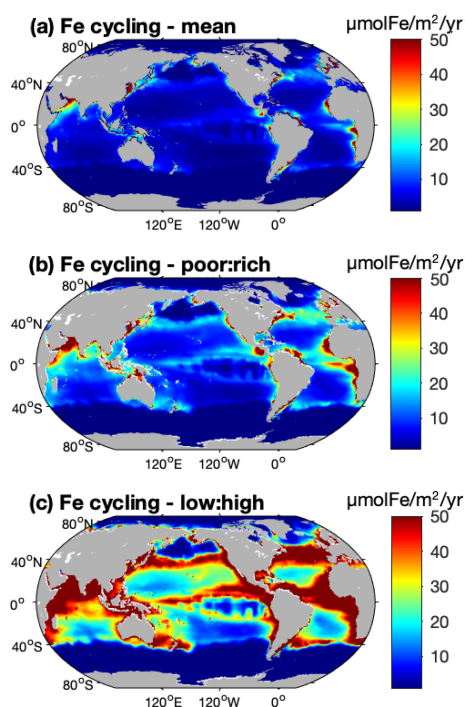 (a) Fe cycling - mean
µmolFe/m²/yr
80°N
40°N
0°
40°S
80°S
120°E
120°W
0°
50
40
30
20
10
(b) Fe cycling - poor:rich
µmolFe/m²/yr
80°N
40°N
0°
40°S
80°S
120°E
120°W
0°
50
40
30
20
10
(c) Fe cycling - low:high
µmolFe/m²/yr
80°N
40°N
0°
40°S
80°S
120°E
120°W
0°
50
40
30
20
10